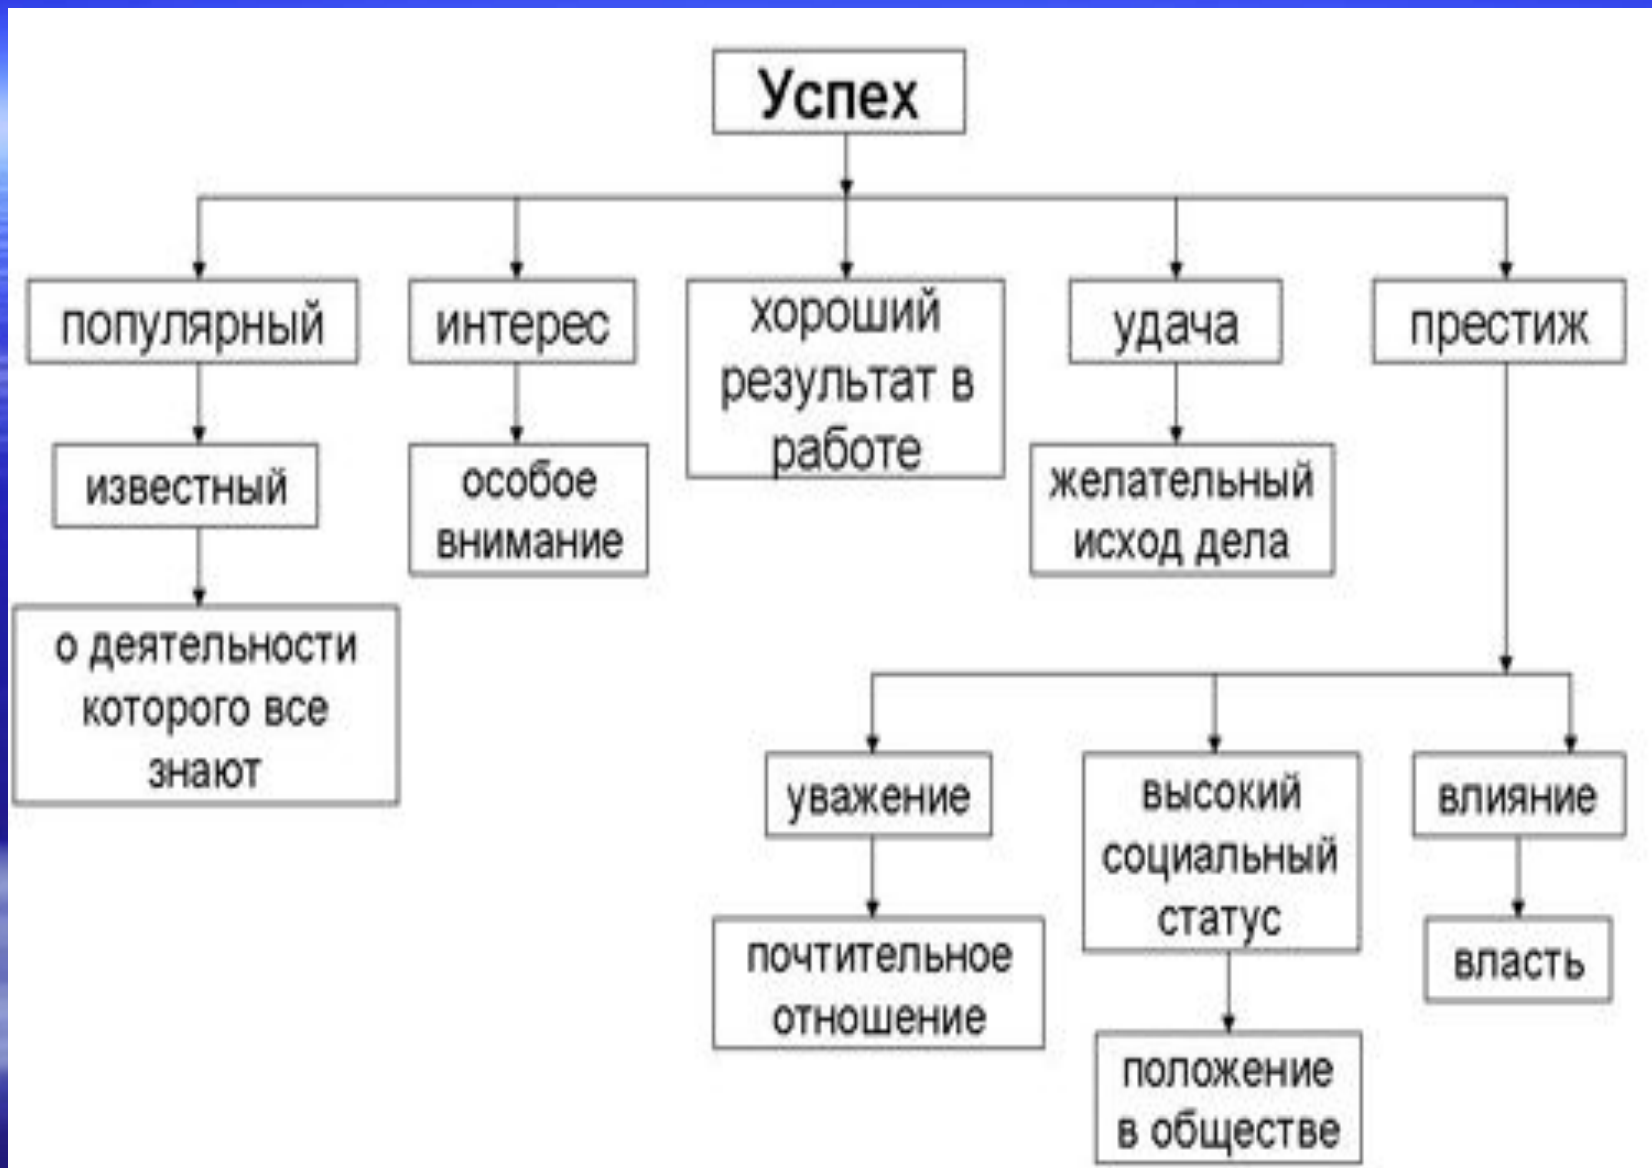 Успех
популярный
интерес
хороший
результат в
работе
удача
престиж
известный
особое
внимание
желательный
исход дела
о деятельности
которого все
знают
уважение
высокий
социальный
статус
влияние
почтительное
отношение
власть
положение
в обществе